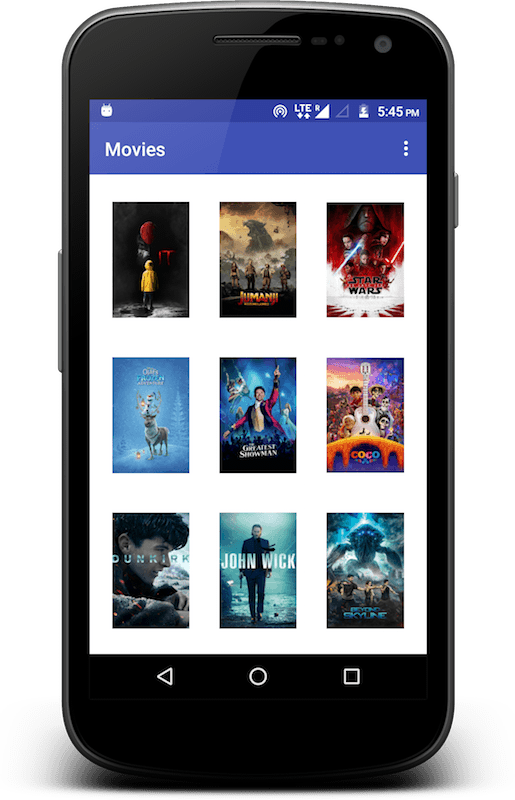 LTE R 5:45 PM
Movies
IT
JUMANJI
STAR
WARS
THE
GREATEST
SHOWMAN
COCO
DUNKIRK
JOHN WICK
BEYOND
SKYLINE